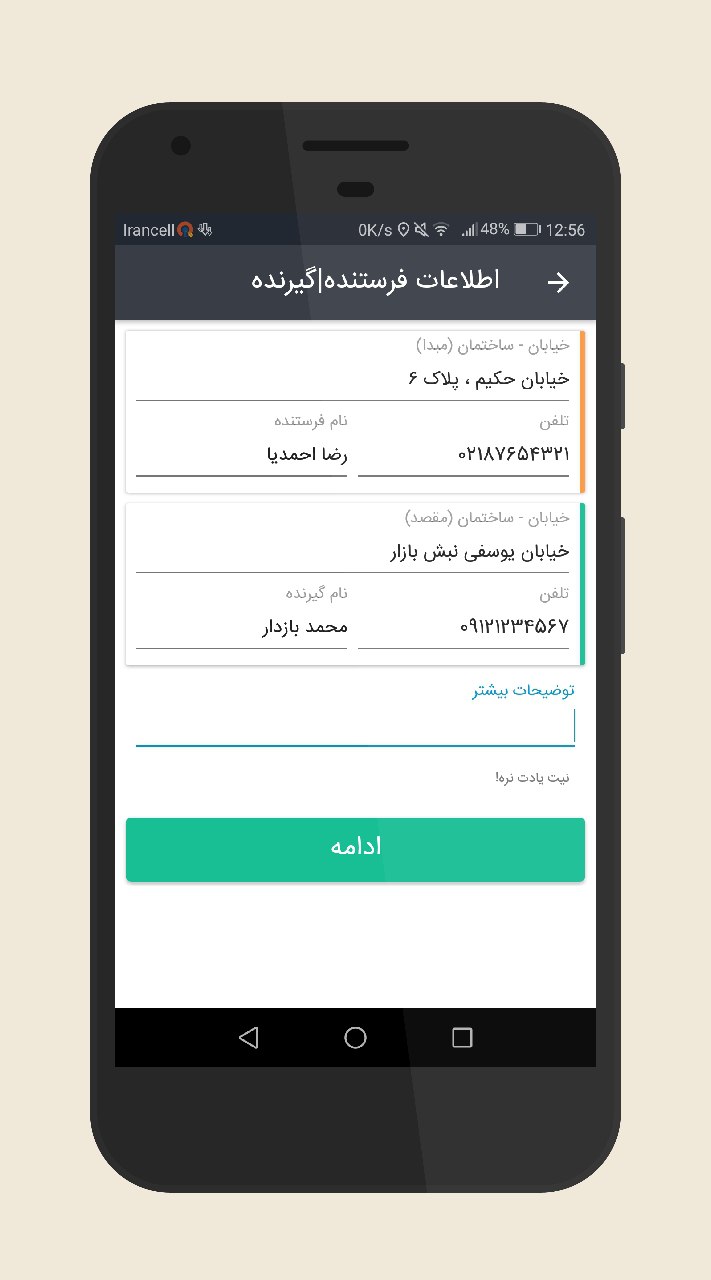 Irancell 0K/s 48% 12:56
اطلاعات فرستنده|گیرنده
خیابان - ساختمان (مبدا)
خیابان حکیم ، پلاک ۶
تلفن نام فرستنده
۰۲۱۸۷۶۵۴۳۲۱ رضا احمدیا
خیابان - ساختمان (مقصد)
خیابان یوسفی نبش بازار
تلفن نام گیرنده
۰۹۱۲۱۲۳۴۵۶۷ محمد بازدار
توضیحات بیشتر
نیت یادت نره!
ادامه